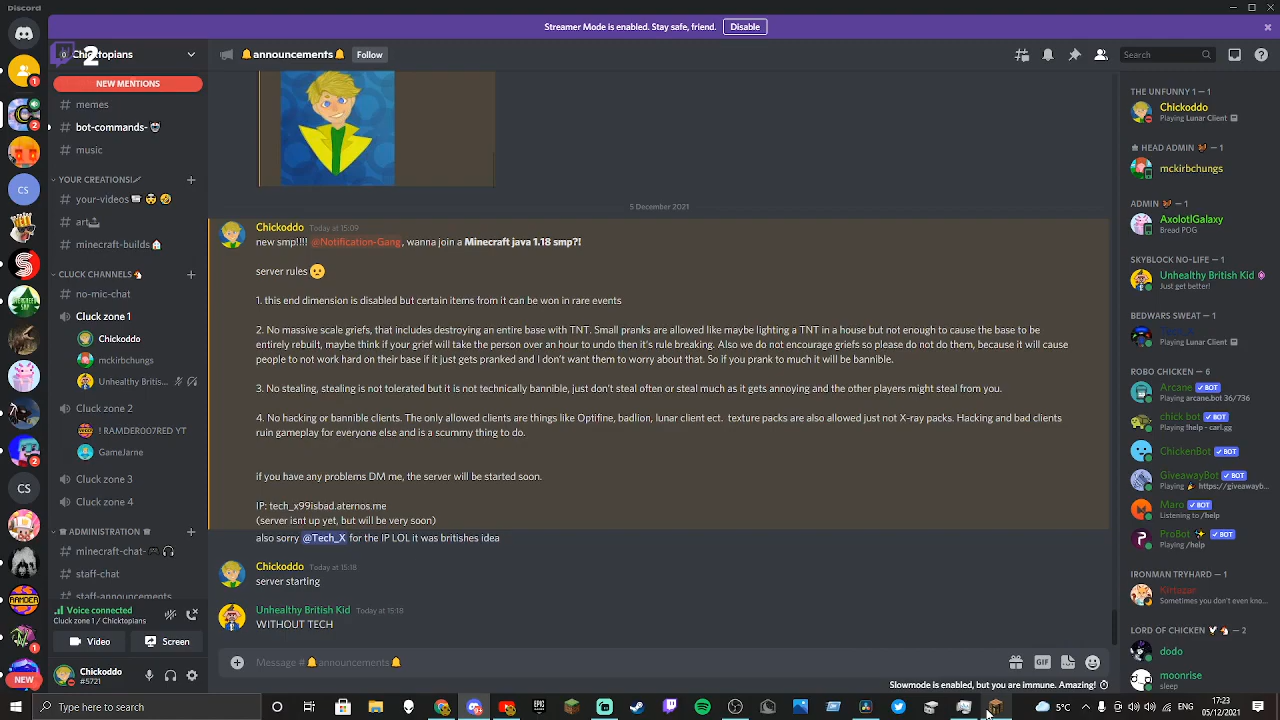 Discord
Streamer Mode is enabled. Stay safe, friend.
Disable
2
announcements
Follow
Search
NEW MENTIONS
memes
bot-commands-
music
YOUR CREATIONS
your-videos
art
minecraft-builds
CLUCK CHANNELS
no-mic-chat
Cluck zone 1
Chickoddo
mckirbchungs
Unhealthy Britis...
Cluck zone 2
! RAMDER007RED YT
GameJarne
Cluck zone 3
Cluck zone 4
ADMINISTRATION
minecraft-chat-
staff-chat
staff-announcements
Voice connected
Cluck zone 1 / Chicktopians
Video
Screen
Chickoddo
#5721
NEW
5 December 2021
Chickoddo Today at 15:09
new smp!!!! @Notification-Gang, wanna join a Minecraft java 1.18 smp?!
server rules
1. this end dimension is disabled but certain items from it can be won in rare events
2. No massive scale griefs, that includes destroying an entire base with TNT. Small pranks are allowed like maybe lighting a TNT in a house but not enough to cause the base to be
entirely rebuilt, maybe think if your grief will take the person over an hour to undo then it's rule breaking. Also we do not encourage griefs so please do not do them, because it will cause
people to not work hard on their base if it just gets pranked and I don't want them to worry about that. So if you prank to much it will be bannible.
3. No stealing, stealing is not tolerated but it is not technically bannible, just don't steal often or steal much as it gets annoying and the other players might steal from you.
4. No hacking or bannible clients. The only allowed clients are things like Optifine, badlion, lunar client ect. texture packs are also allowed just not X-ray packs. Hacking and bad clients
ruin gameplay for everyone else and is a scummy thing to do.
if you have any problems DM me, the server will be started soon.
IP: tech_x99isbad.aternos.me
(server isnt up yet, but will be very soon)
also sorry @Tech_X for the IP LOL it was britishes idea
Chickoddo Today at 15:18
server starting
Unhealthy British Kid Today at 15:18
WITHOUT TECH
Message # announcements
GIF
Slowmode is enabled, but you are immune. Amazing!
THE UNFUNNY 1 — 1
Chickoddo
Playing Lunar Client
HEAD ADMIN — 1
mckirbchungs
ADMIN — 1
AxolotlGalaxy
Bread POG
SKYBLOCK NO-LIFE — 1
Unhealthy British Kid
Just get better!
BEDWARS SWEAT — 1
Tech_X
Playing Lunar Client
ROBO CHICKEN — 6
Arcane BOT
Playing arcane.bot 36/736
chick bot BOT
Playing !help - carl.gg
ChickenBot BOT
GiveawayBot BOT
Playing https://giveawaybo...
Maro BOT
Listening to /help
ProBot BOT
Playing /help
IRONMAN TRYHARD — 1
Sometimes you don't even kno...
LORD OF CHICKEN — 2
dodo
moonrise
sleep
Type here to search
5°C
17:23
05/12/2021